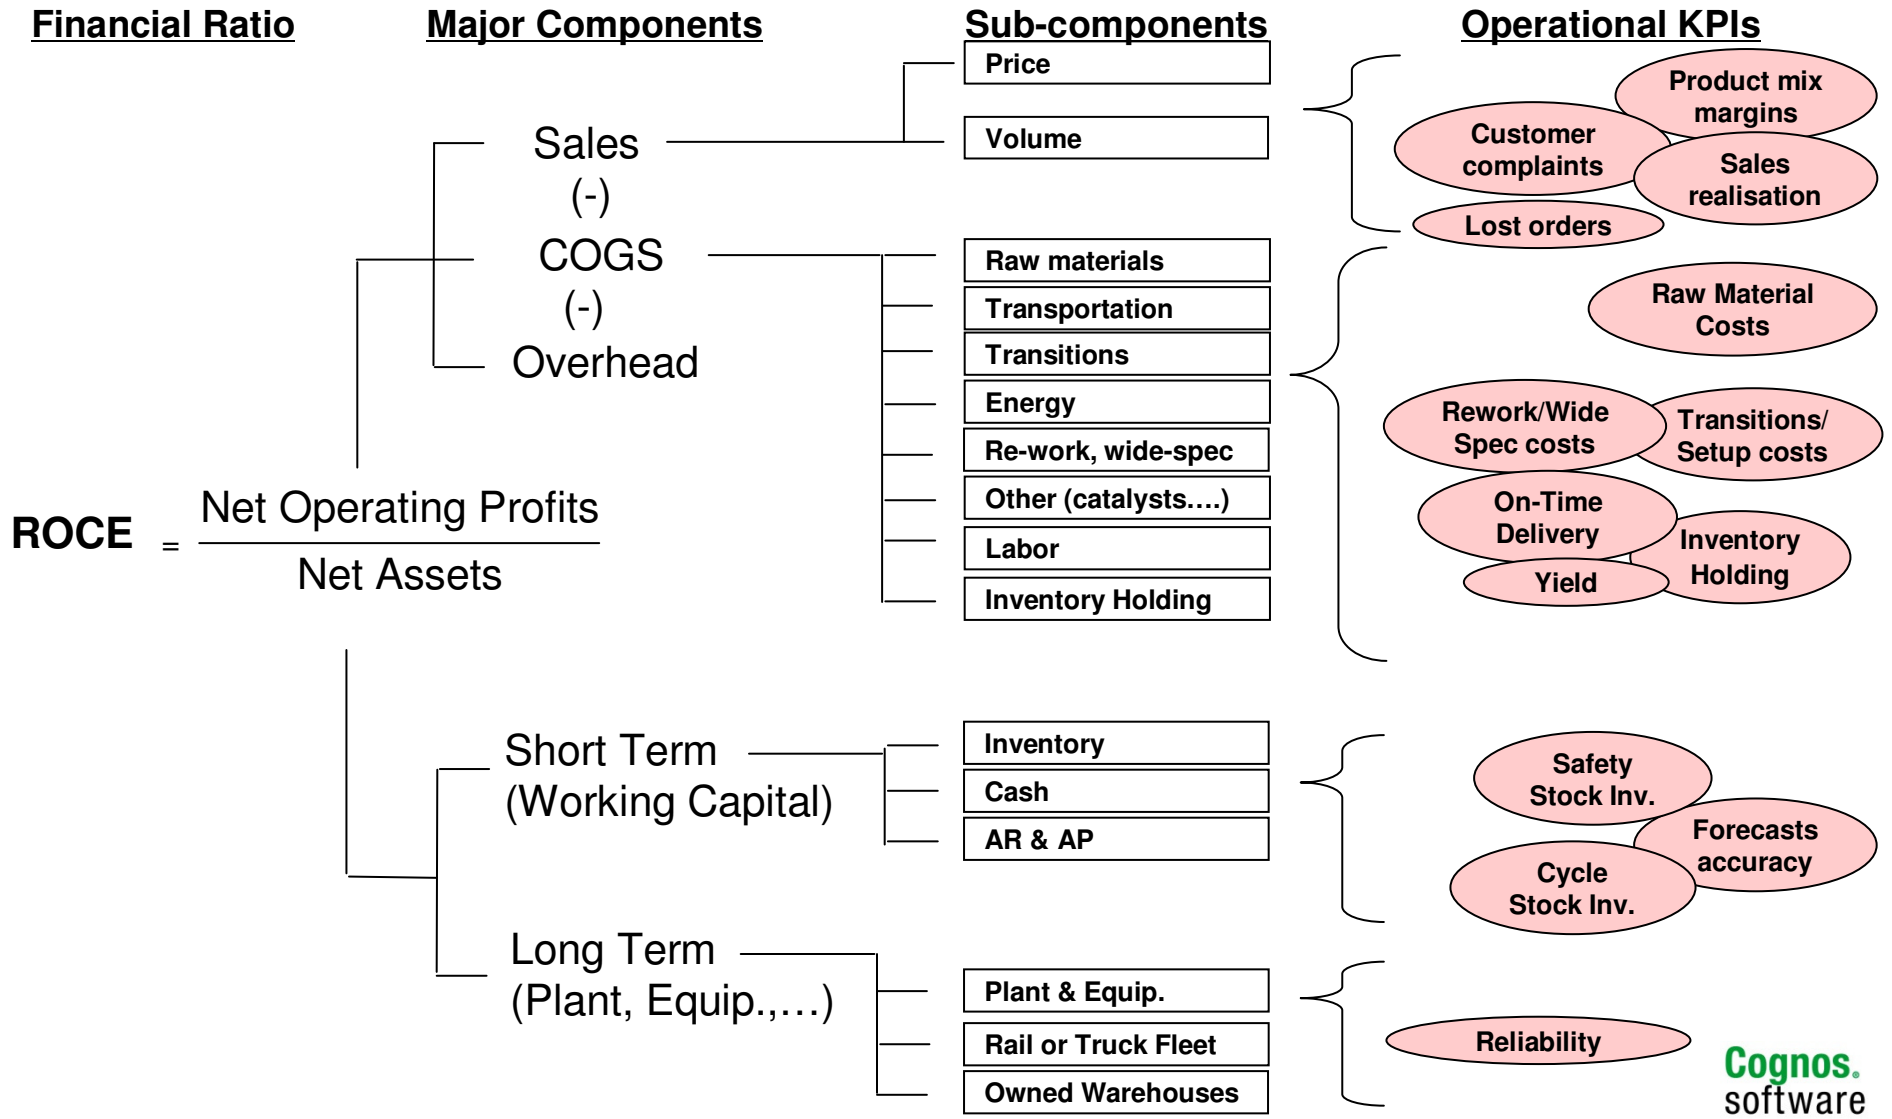 Financial Ratio
Major Components
Sub-components
Operational KPIs
ROCE =
Net Operating Profits
Net Assets
Sales
(-)
COGS
(-)
Overhead
Short Term
(Working Capital)
Long Term
(Plant, Equip.,…)
Price
Volume
Raw materials
Transportation
Transitions
Energy
Re-work, wide-spec
Other (catalysts….)
Labor
Inventory Holding
Inventory
Cash
AR & AP
Plant & Equip.
Rail or Truck Fleet
Owned Warehouses
Product mix
margins
Customer
complaints
Sales
realisation
Lost orders
Raw Material
Costs
Rework/Wide
Spec costs
Transitions/
Setup costs
On-Time
Delivery
Inventory
Holding
Yield
Safety
Stock Inv.
Forecasts
accuracy
Cycle
Stock Inv.
Reliability
Cognos.
software